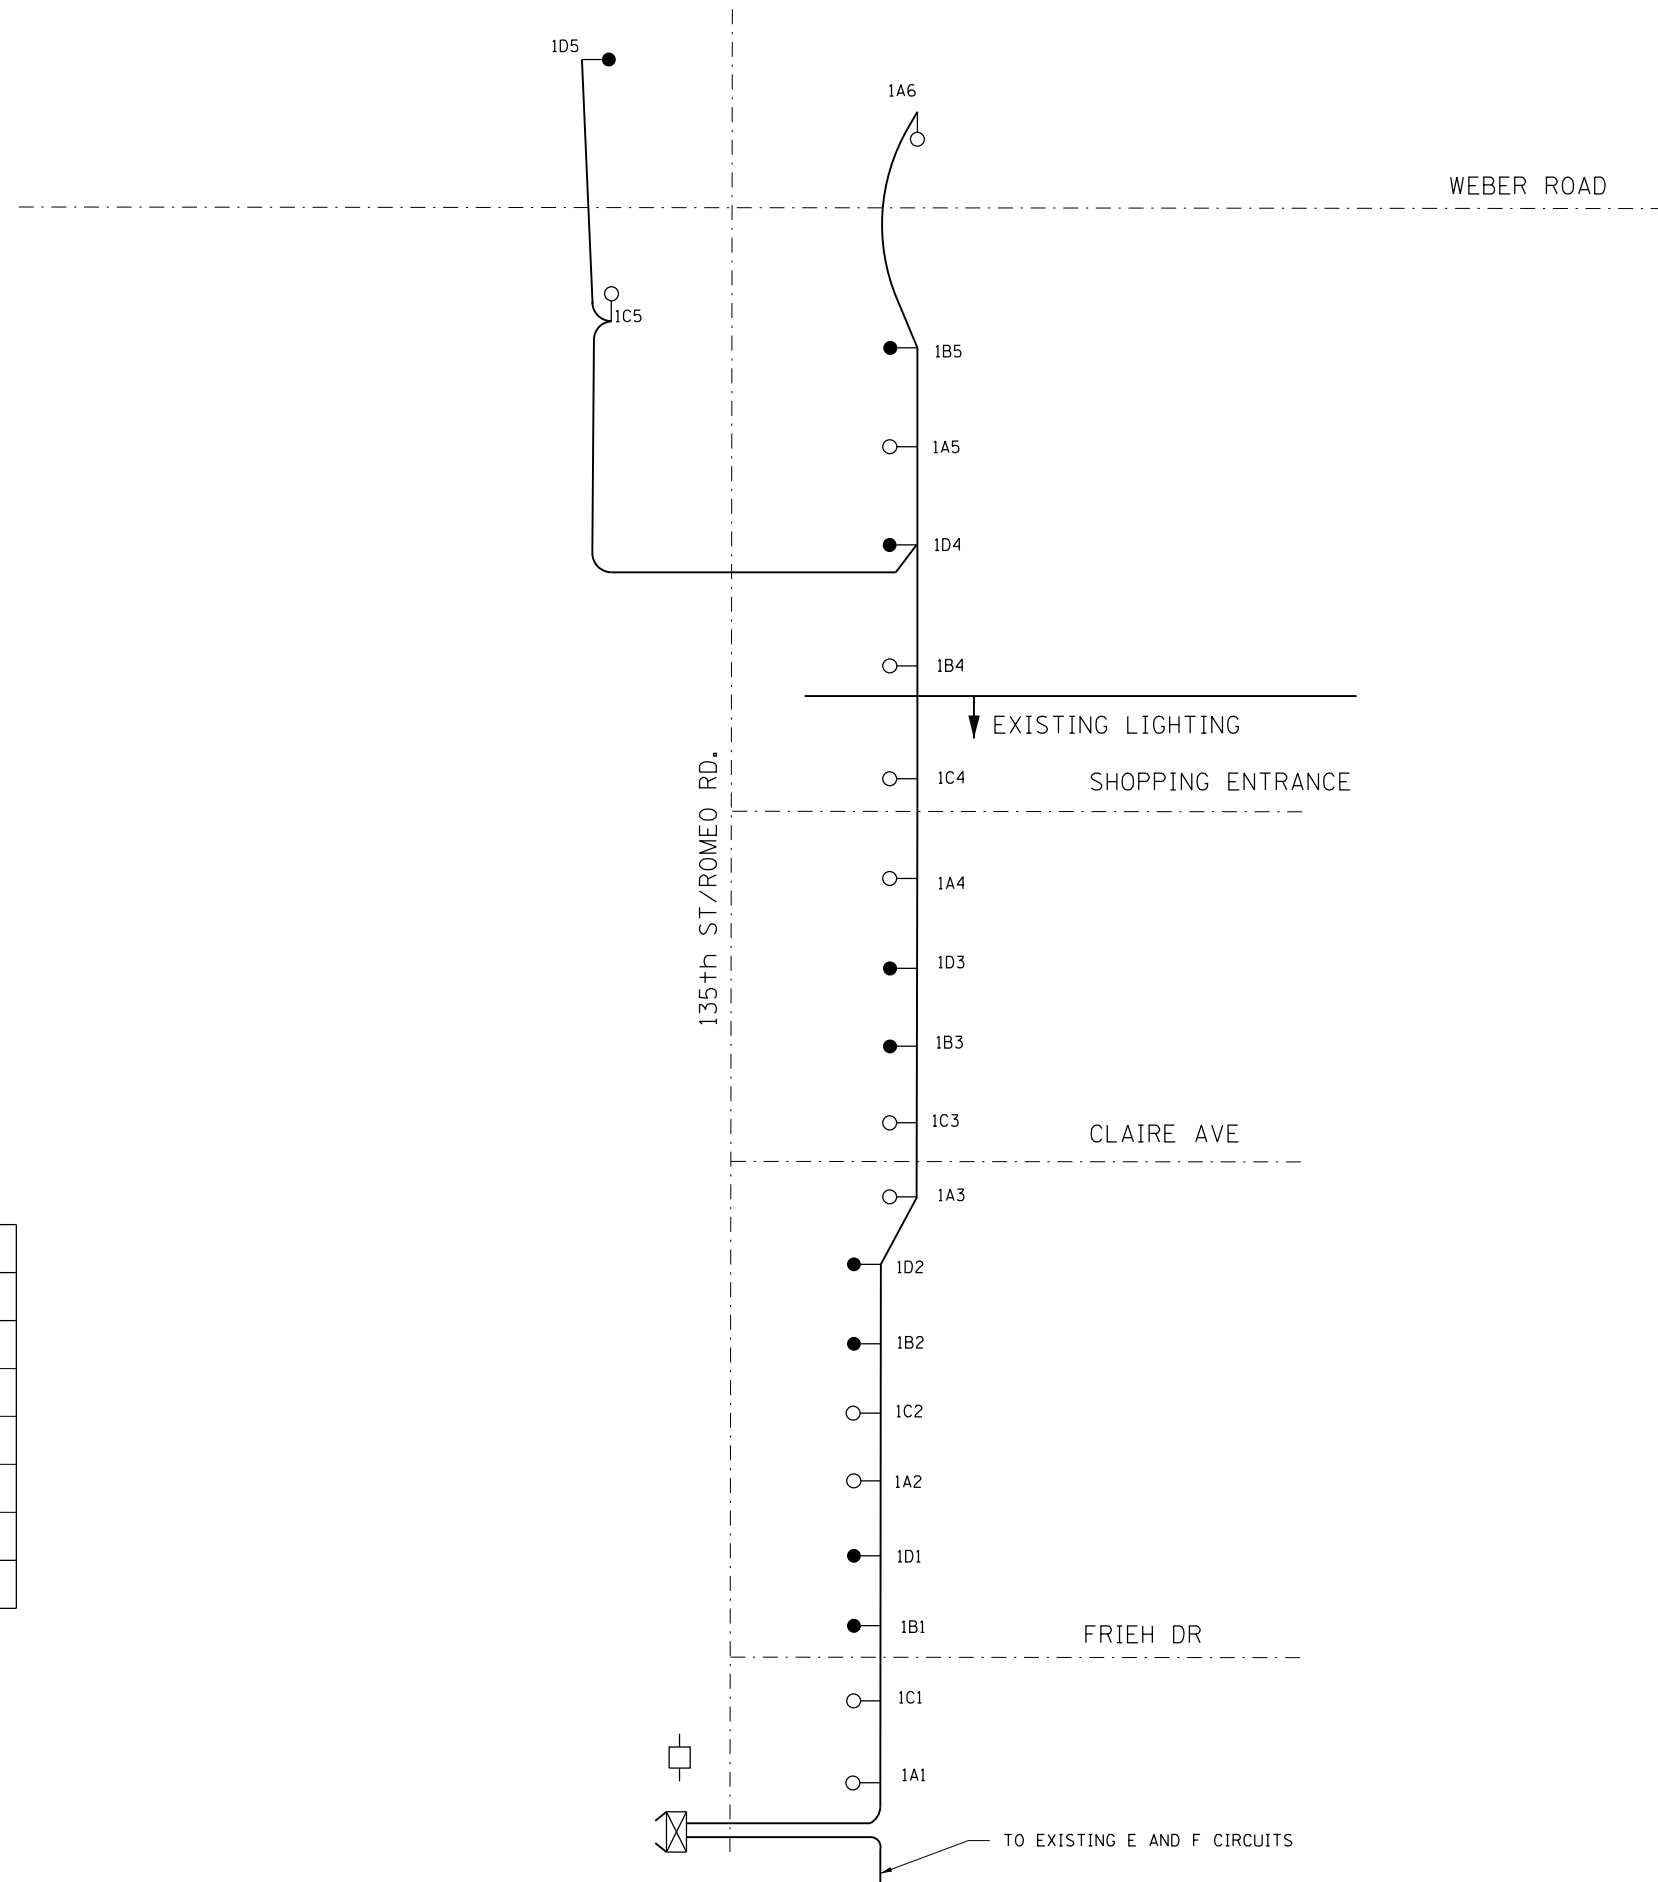 1D5
1A6
WEBER ROAD
1C5
1B5
1A5
1D4
1B4
EXISTING LIGHTING
1C4
SHOPPING ENTRANCE
135th ST/ROMEO RD.
1A4
1D3
1B3
1C3
CLAIRE AVE
1A3
1D2
1B2
1C2
1A2
1D1
1B1
FRIEH DR
1C1
1A1
TO EXISTING E AND F CIRCUITS